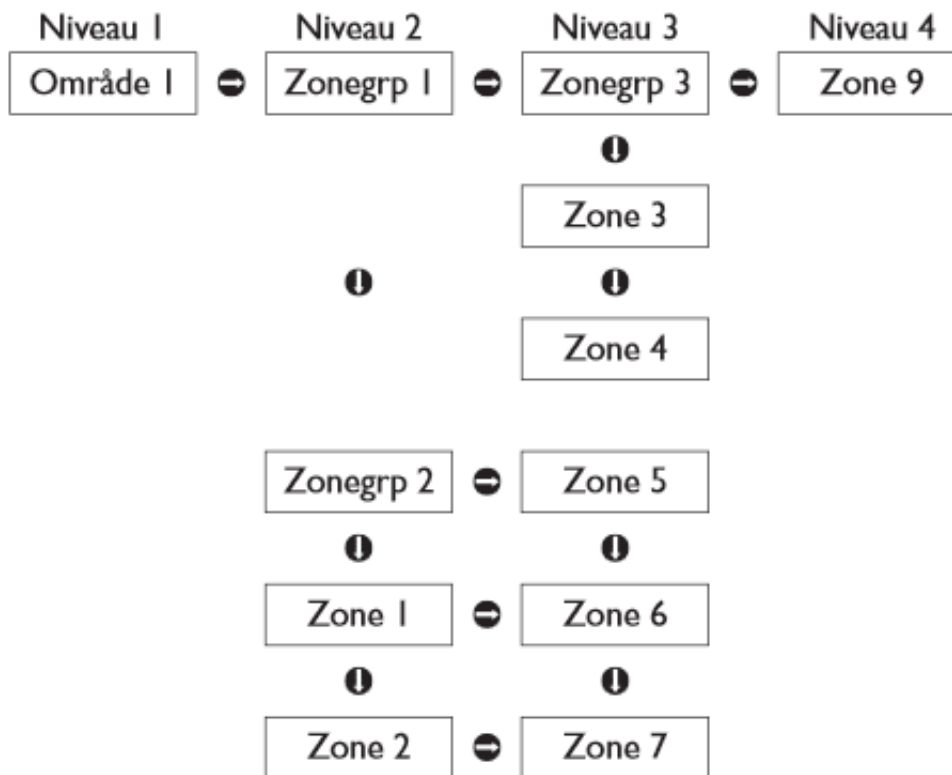 Niveau 1 Niveau 2 Niveau 3 Niveau 4
Område 1 Zonegrp 1 Zonegrp 3 Zone 9
Zone 3
Zone 4
Zonegrp 2 Zone 5
Zone 1 Zone 6
Zone 2 Zone 7